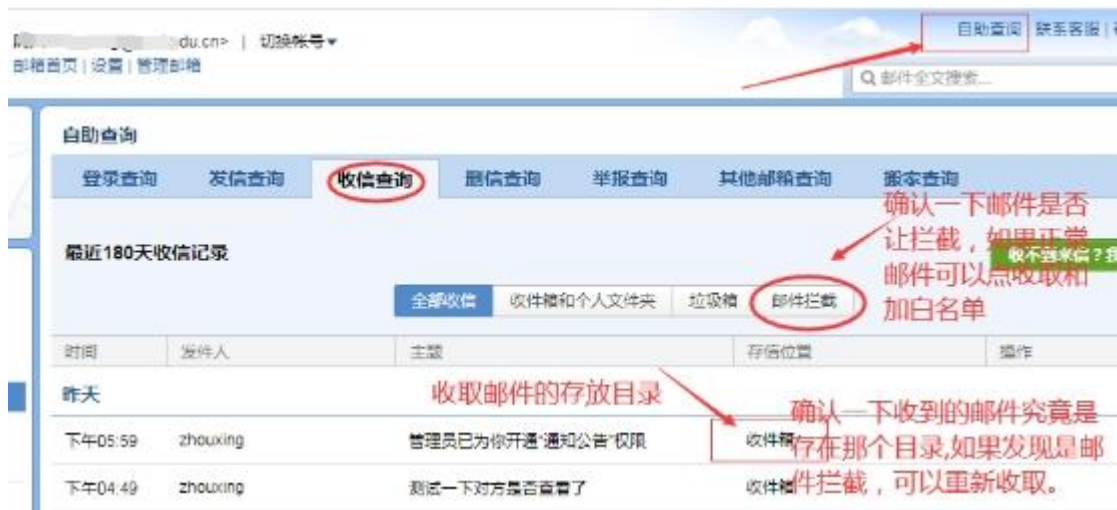 du.cn> | 切换帐号▾
自助查询 联系客服 |
邮箱首页 | 设置 | 管理邮箱
邮件全文搜索...
自助查询
登录查询 发信查询 收信查询 删信查询 举报查询 其他邮箱查询 搬家查询
确认一下邮件是否
让拦截，如果正常
邮件可以点收取和
加白名单
最近180天收信记录
收不到来信？我
全部收信 收件箱和个人文件夹 垃圾箱 邮件拦截
时间 发件人 主题 存信位置 操作
昨天
收取邮件的存放目录
确认一下收到的邮件究竟是
存在那个目录,如果发现是邮
件拦截，可以重新收取。
下午05:59 zhouxing 管理员已为你开通“通知公告”权限 收件箱
下午04:49 zhouxing 测试一下对方是否查看了 收件箱